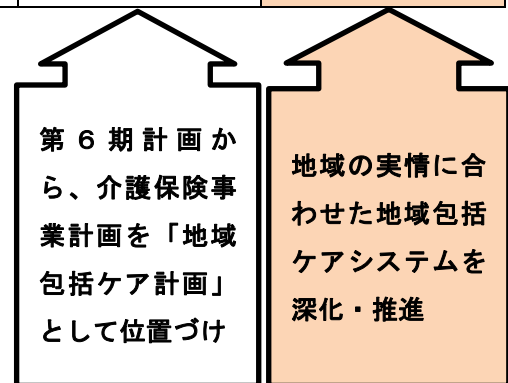 第６期計画か
ら、介護保険事
業計画を「地域
包括ケア計画」
として位置づけ
地域の実情に合
わせた地域包括
ケアシステムを
深化・推進